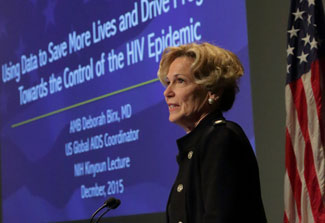 Using Data to Save More Lives and Drive Prog
Towards the Control of the HIV Epidemic
AMB Deborah Birx, MD
US Global AIDS Coordinator
NIH Kinyoun Lecture
December, 2015